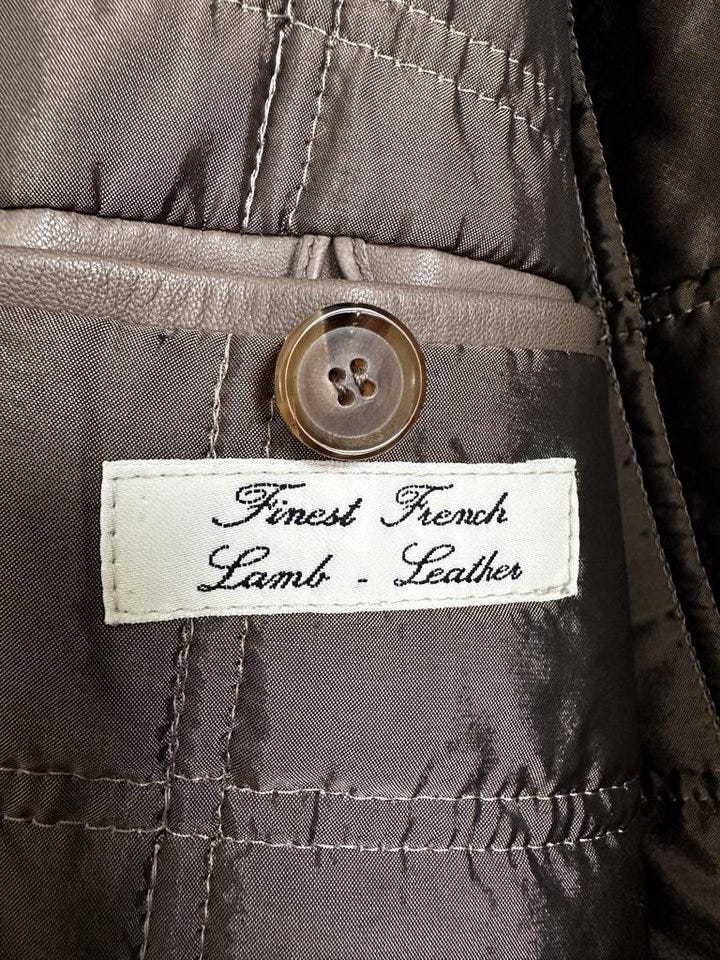 Finest French
Lamb - Leather